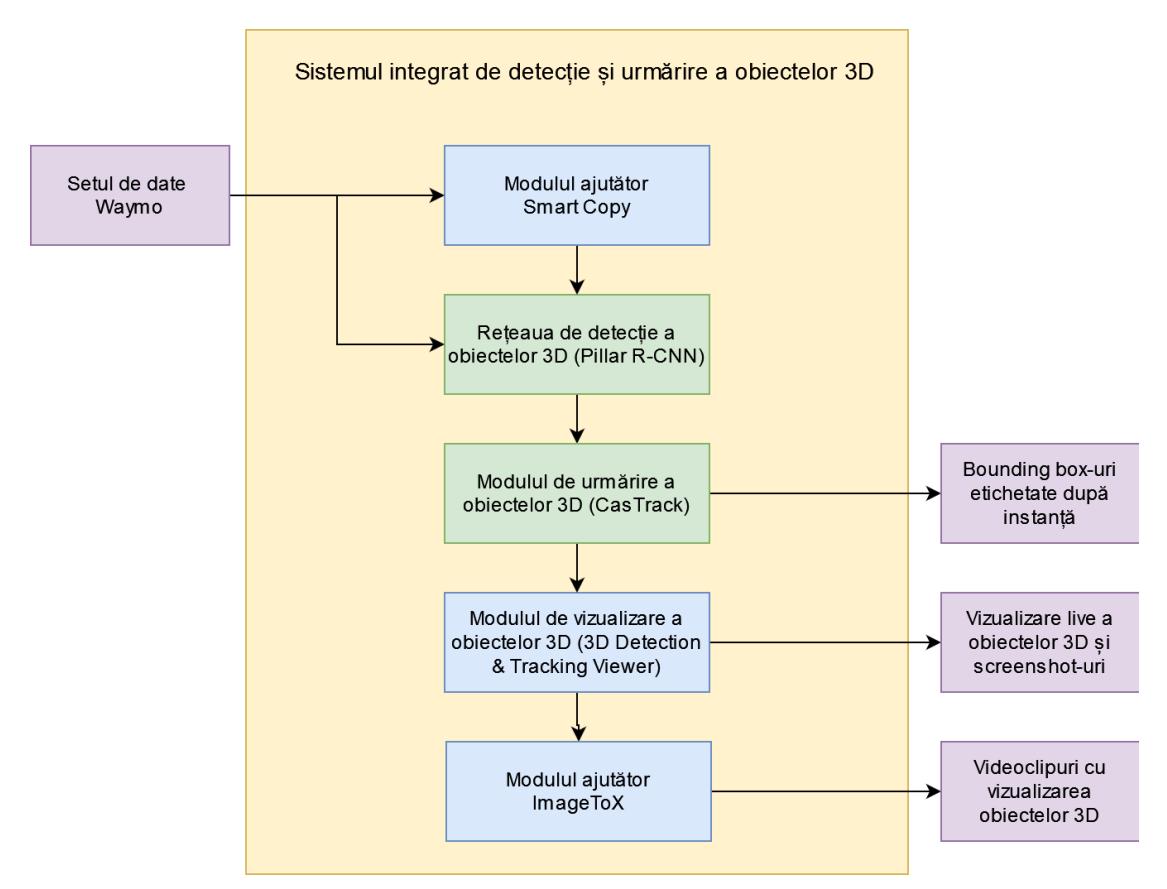 Sistemul integrat de detecție și urmărire a obiectelor 3D
Setul de date
Waymo
Modulul ajutător
Smart Copy
Rețeaua de detecție a
obiectelor 3D (Pillar R-CNN)
Modulul de urmărire a
obiectelor 3D (CasTrack)
Bounding box-uri
etichetate după
instanță
Modulul de vizualizare a
obiectelor 3D (3D Detection
& Tracking Viewer)
Vizualizare live a
obiectelor 3D și
screenshot-uri
Modulul ajutător
ImageToX
Videoclipuri cu
vizualizarea
obiectelor 3D